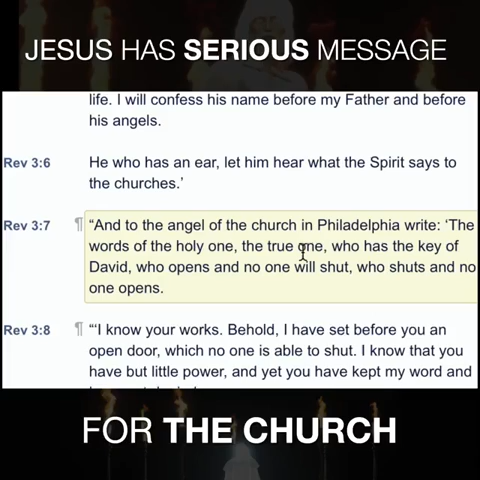 JESUS HAS SERIOUS MESSAGE
life. I will confess his name before my Father and before
his angels.
Rev 3:6 He who has an ear, let him hear what the Spirit says to
the churches.’
Rev 3:7 ¶ “And to the angel of the church in Philadelphia write: ‘The
words of the holy one, the true one, who has the key of
David, who opens and no one will shut, who shuts and no
one opens.
Rev 3:8 ¶ “‘I know your works. Behold, I have set before you an
open door, which no one is able to shut. I know that you
have but little power, and yet you have kept my word and
FOR THE CHURCH